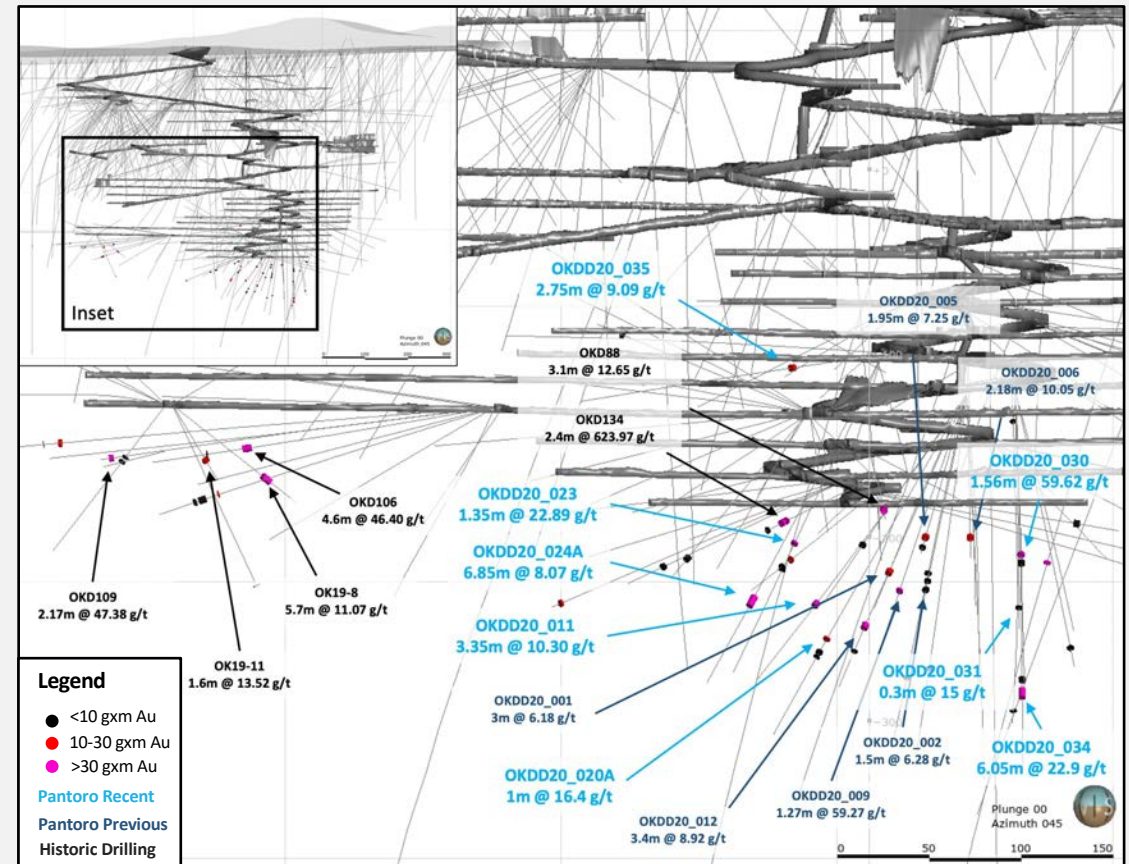 Inset
Plunge 00
Azimuth 045
OKDD20_035
2.75m @ 9.09 g/t
OKDD20_005
1.95m @ 7.25 g/t
OKD88
3.1m @ 12.65 g/t
OKDD20_006
2.18m @ 10.05 g/t
OKD134
2.4m @ 623.97 g/t
OKDD20_030
1.56m @ 59.62 g/t
OKDD20_023
1.35m @ 22.89 g/t
OKD106
4.6m @ 46.40 g/t
OKDD20_024A
6.85m @ 8.07 g/t
OKD109
2.17m @ 47.38 g/t
OK19-8
5.7m @ 11.07 g/t
OKDD20_011
3.35m @ 10.30 g/t
OK19-11
1.6m @ 13.52 g/t
OKDD20_031
0.3m @ 15 g/t
OKDD20_001
3m @ 6.18 g/t
OKDD20_002
1.5m @ 6.28 g/t
OKDD20_034
6.05m @ 22.9 g/t
OKDD20_020A
1m @ 16.4 g/t
OKDD20_009
1.27m @ 59.27 g/t
OKDD20_012
3.4m @ 8.92 g/t
Legend
<10 gxm Au
10-30 gxm Au
>30 gxm Au
Pantoro Recent
Pantoro Previous
Historic Drilling
Plunge 00
Azimuth 045
0 50 100 150